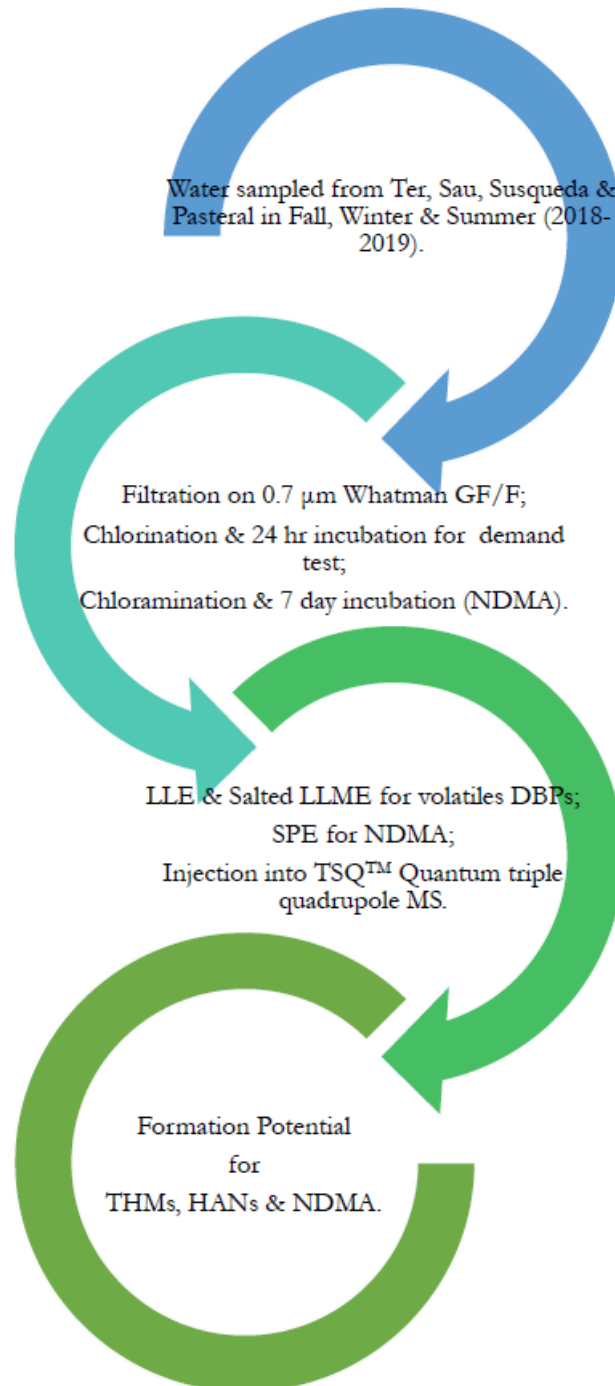 Water sampled from Ter, Sau, Susqueda &
Pasteral in Fall, Winter & Summer (2018-
2019).
Filtration on 0.7 µm Whatman GF/F;
Chlorination & 24 hr incubation for demand
test;
Chloramination & 7 day incubation (NDMA).
LLE & Salted LLME for volatiles DBPs;
SPE for NDMA;
Injection into TSQ™ Quantum triple
quadrupole MS.
Formation Potential
for
THMs, HANs & NDMA.